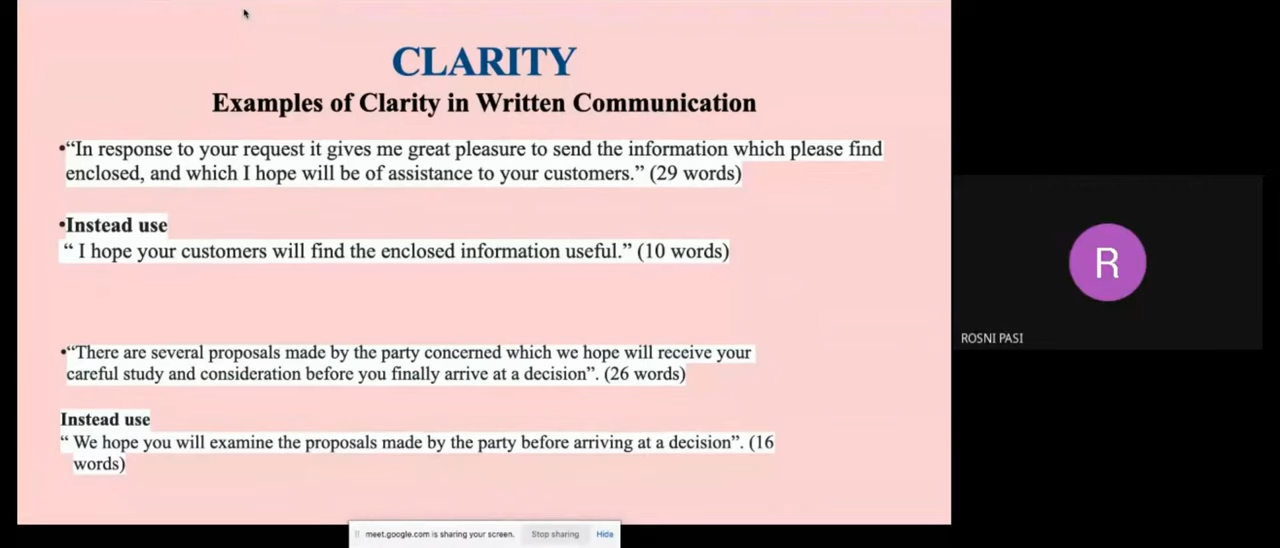 CLARITY
Examples of Clarity in Written Communication
•“In response to your request it gives me great pleasure to send the information which please find
enclosed, and which I hope will be of assistance to your customers.” (29 words)
•Instead use
“ I hope your customers will find the enclosed information useful.” (10 words)
•“There are several proposals made by the party concerned which we hope will receive your
careful study and consideration before you finally arrive at a decision”. (26 words)
Instead use
“ We hope you will examine the proposals made by the party before arriving at a decision”. (16
words)
R
ROSNI PASI
meet.google.com is sharing your screen. Stop sharing Hide